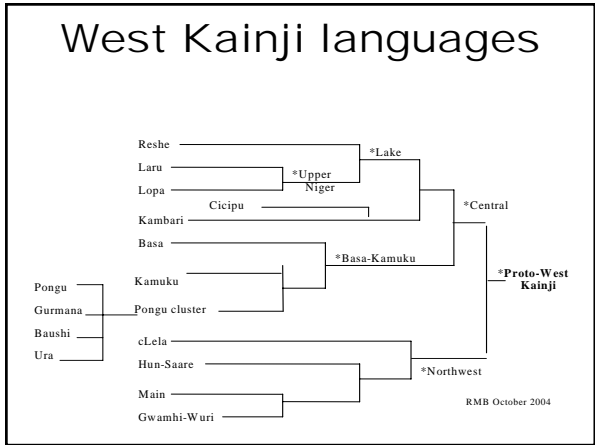 West Kainji languages
Reshe
*Lake
Laru
*Upper
Niger
Lopa
Cicipu
*Central
Kambari
Basa
*Basa-Kamuku
*Proto-West
Kainji
Kamuku
Pongu
Gurmana
Pongu cluster
Baushi
cLela
Ura
Hun-Saare
*Northwest
Main
RMB October 2004
Gwamhi-Wuri